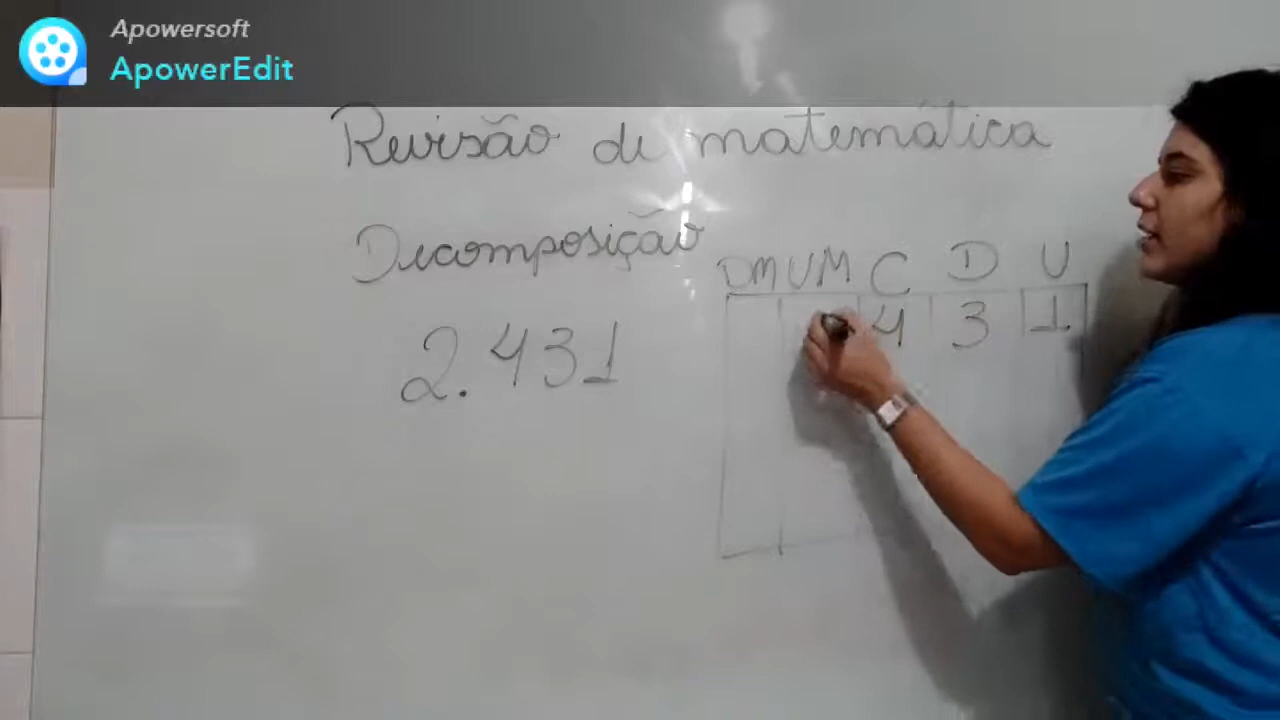 Apowersoft
ApowerEdit
Revisão de matemática
Decomposição
DM UM C D U
4 3 1
2.431